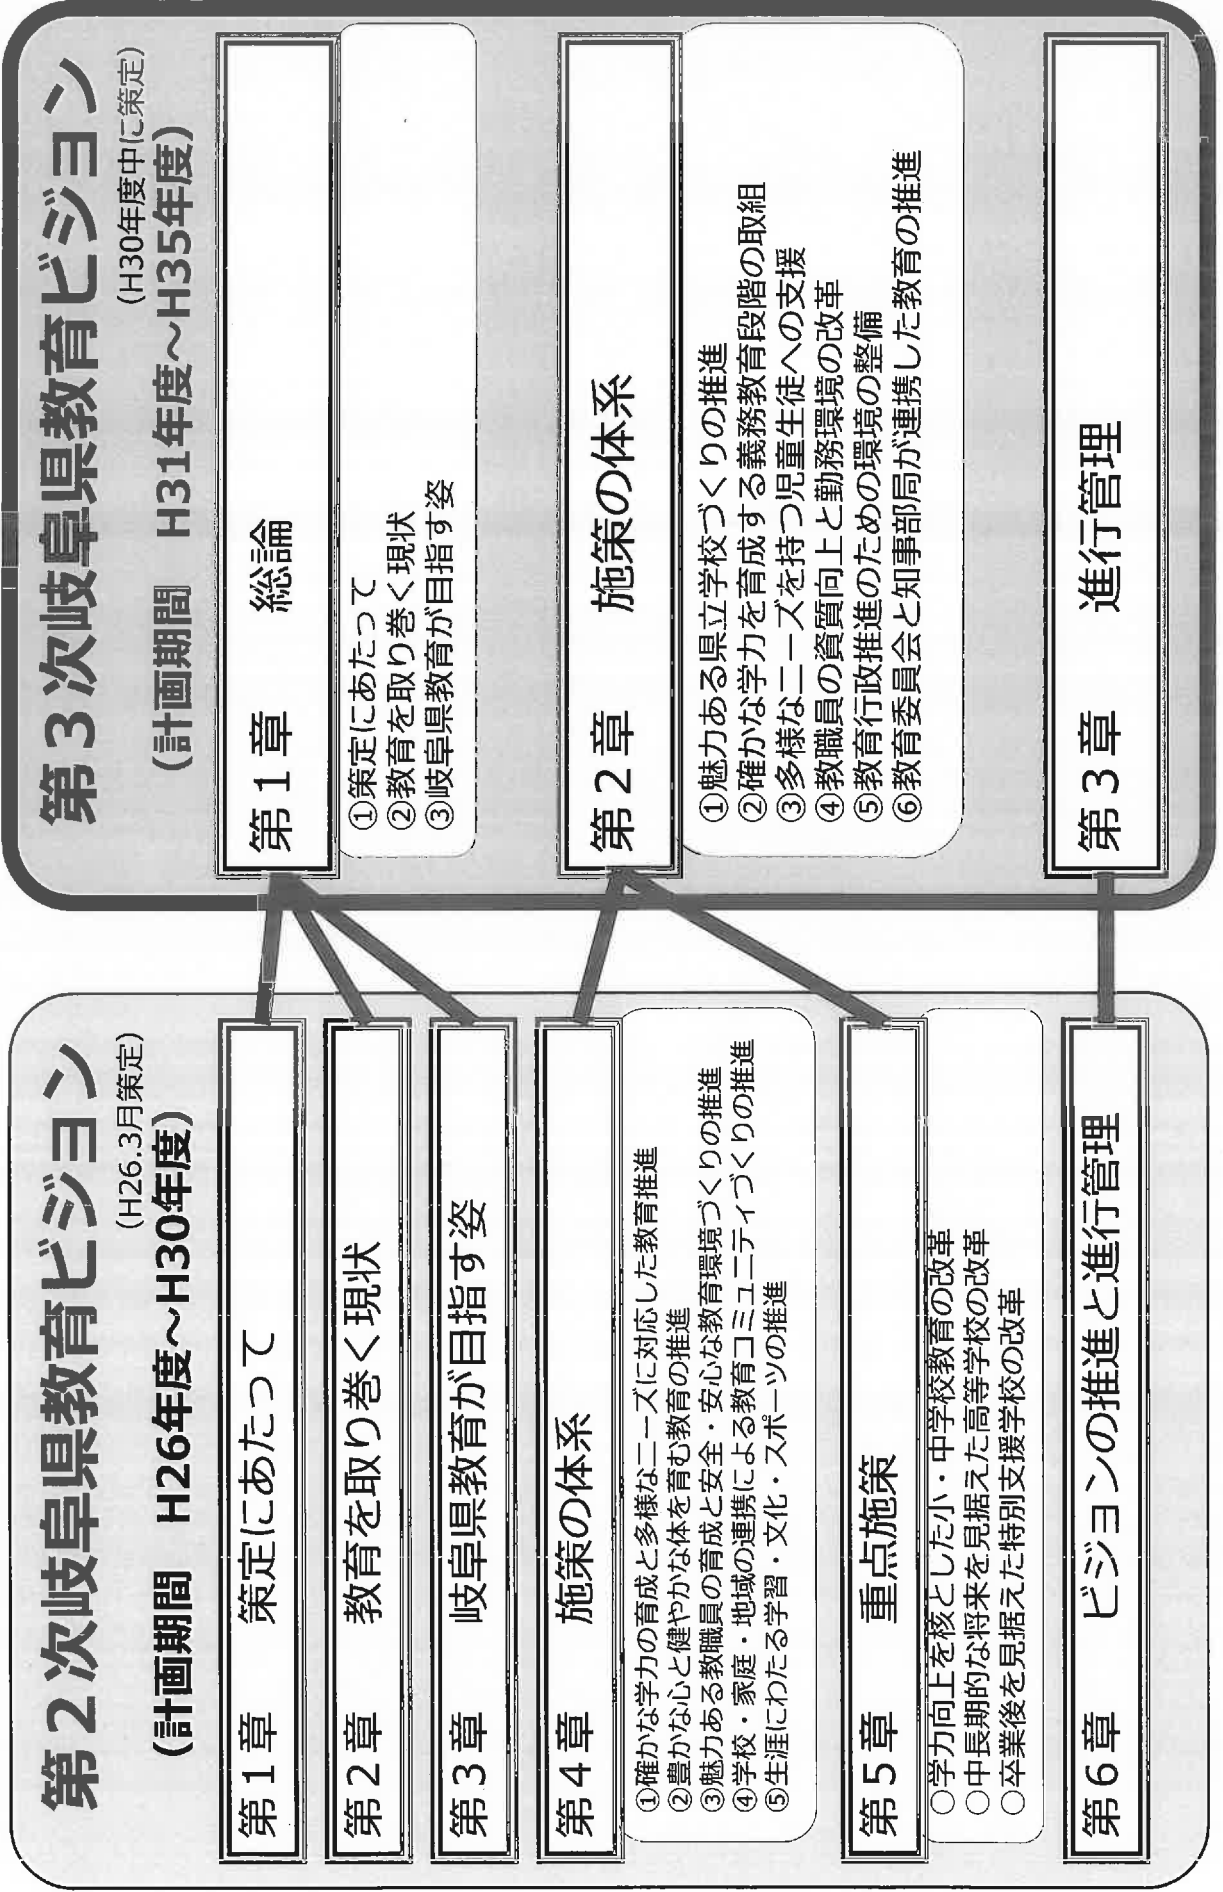 第２次岐阜県教育ビジョン
(H26.3月策定)
(計画期間　H26年度～H30年度)
第１章　策定にあたって
第２章　教育を取り巻く現状
第３章　岐阜県教育が目指す姿
第４章　施策の体系
①確かな学力の育成と多様なニーズに対応した教育推進
②豊かな心と健やかな体を育む教育の推進
③魅力ある教職員の育成と安全・安心な教育環境づくりの推進
④学校・家庭・地域の連携による教育コミュニティづくりの推進
⑤生涯にわたる学習・文化・スポーツの推進
第５章　重点施策
○学力向上を核とした小・中学校教育の改革
○中長期的な将来を見据えた高等学校の改革
○卒業後を見据えた特別支援学校の改革
第６章　ビジョンの推進と進行管理
第３次岐阜県教育ビジョン
(H30年度中に策定)
(計画期間　H31年度～H35年度)
第１章　総論
①策定にあたって
②教育を取り巻く現状
③岐阜県教育が目指す姿
第２章　施策の体系
①魅力ある県立学校づくりの推進
②確かな学力を育成する義務教育段階の取組
③多様なニーズを持つ児童生徒への支援
④教職員の資質向上と勤務環境の改革
⑤教育行政推進のための環境の整備
⑥教育委員会と知事部局が連携した教育の推進
第３章　進行管理